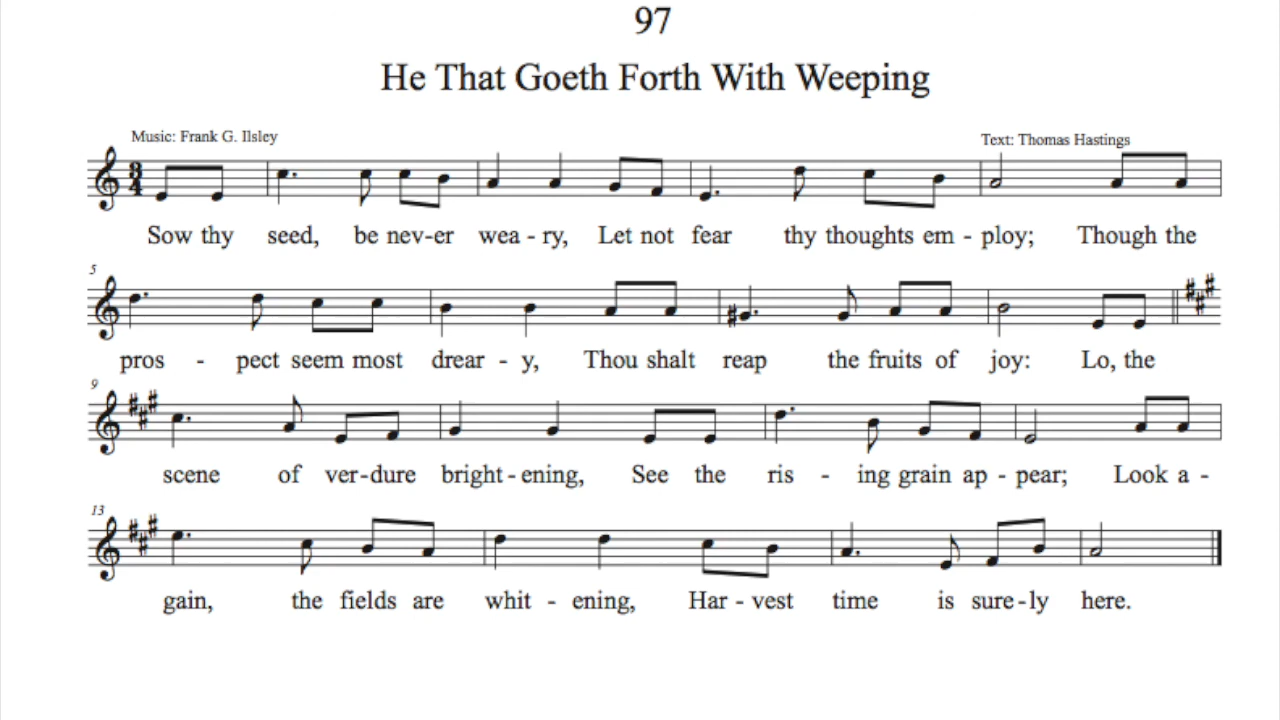 97
He That Goeth Forth With Weeping
Music: Frank G. Ilsley
Text: Thomas Hastings
3
4
Sow thy seed, be nev-er wea - ry, Let not fear thy thoughts em - ploy; Though the
5
pros - pect seem most drear - y, Thou shalt reap the fruits of joy: Lo, the
9
scene of ver-dure bright - ening, See the ris - ing grain ap - pear; Look a -
13
gain, the fields are whit - ening, Har - vest time is sure - ly here.